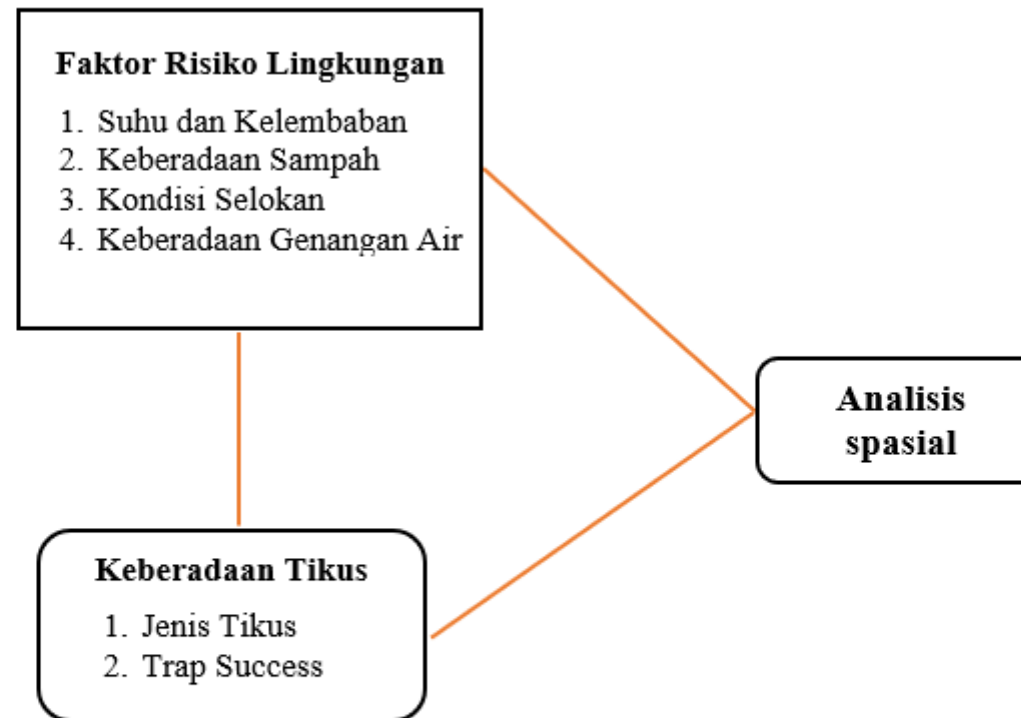 Faktor Risiko Lingkungan
1. Suhu dan Kelembaban
2. Keberadaan Sampah
3. Kondisi Selokan
4. Keberadaan Genangan Air
Analisis
spasial
Keberadaan Tikus
1. Jenis Tikus
2. Trap Success